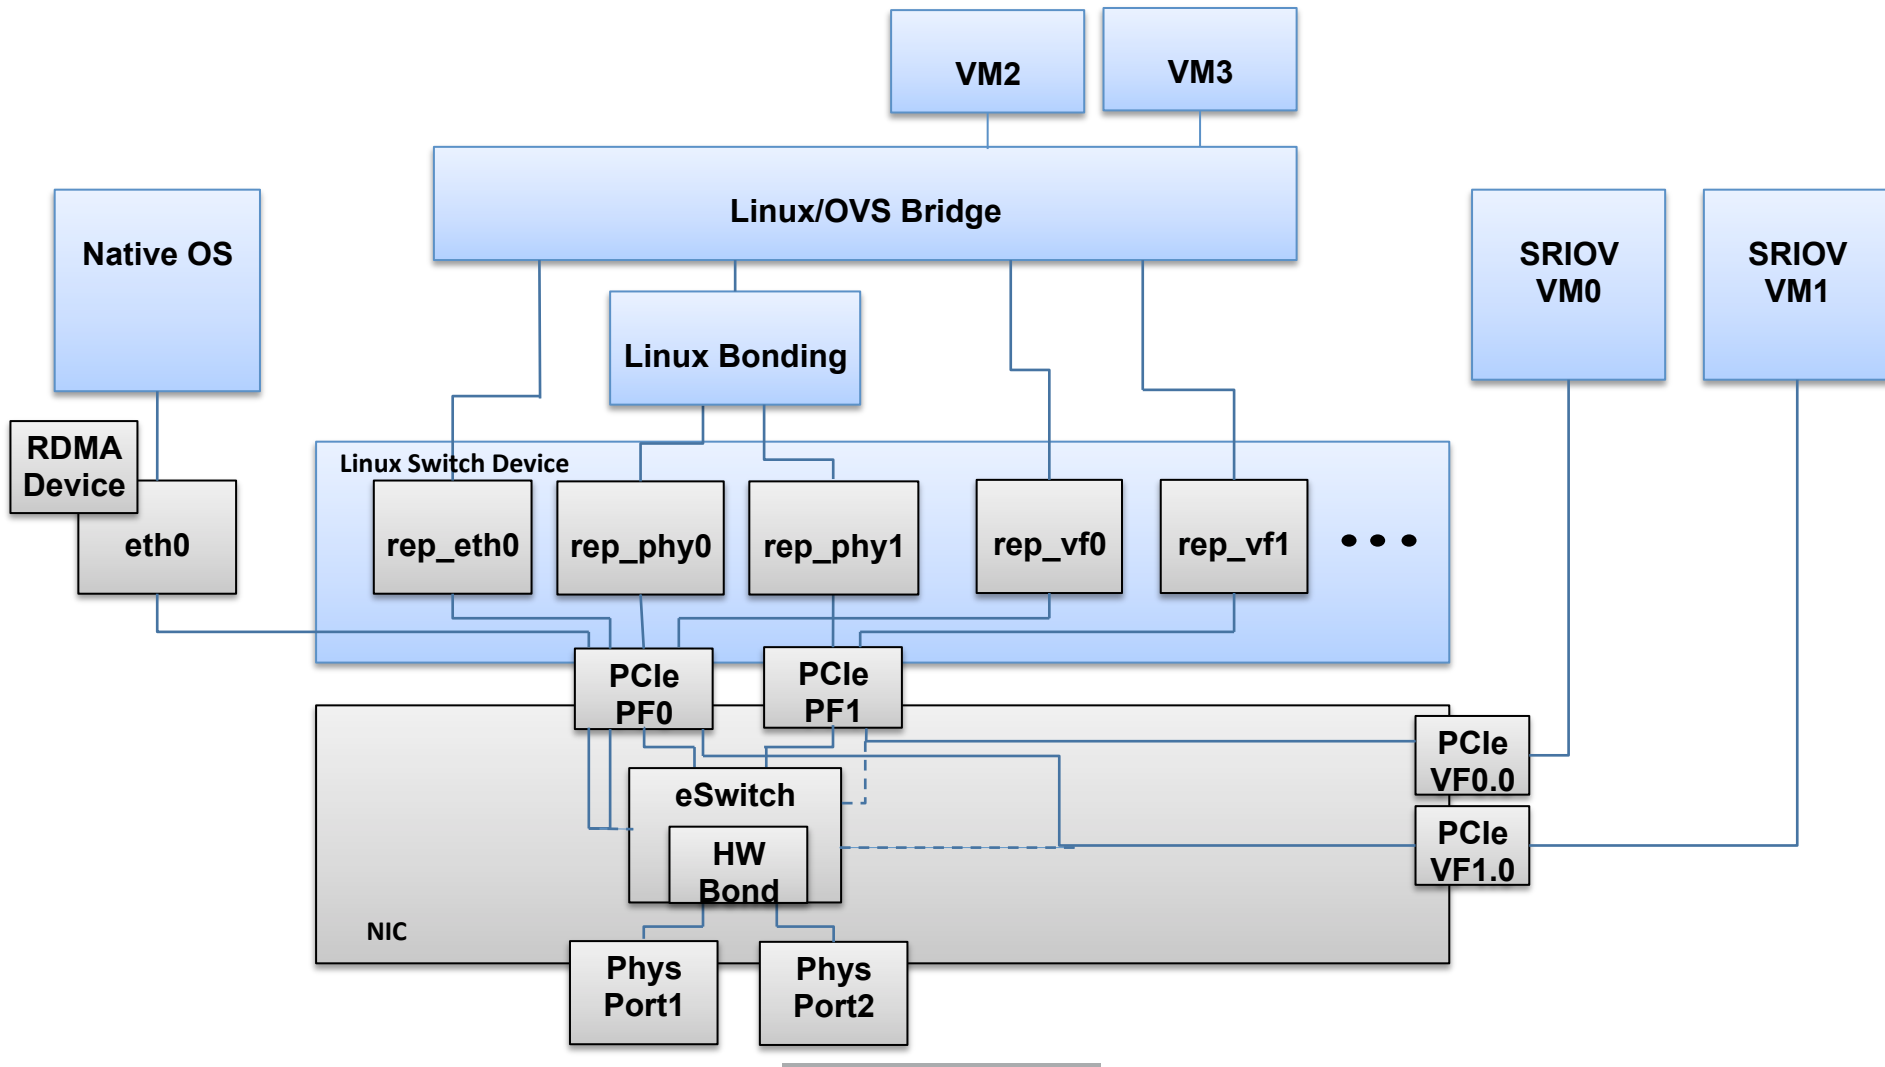 VM2
VM3
Linux/OVS Bridge
Native OS
SRIOV
VM0
SRIOV
VM1
Linux Bonding
RDMA
Device
eth0
Linux Switch Device
rep_eth0
rep_phy0
rep_phy1
rep_vf0
rep_vf1
•••
PCIe
PF0
PCIe
PF1
PCIe
VF0.0
PCIe
VF1.0
eSwitch
HW
Bond
NIC
Phys
Port1
Phys
Port2